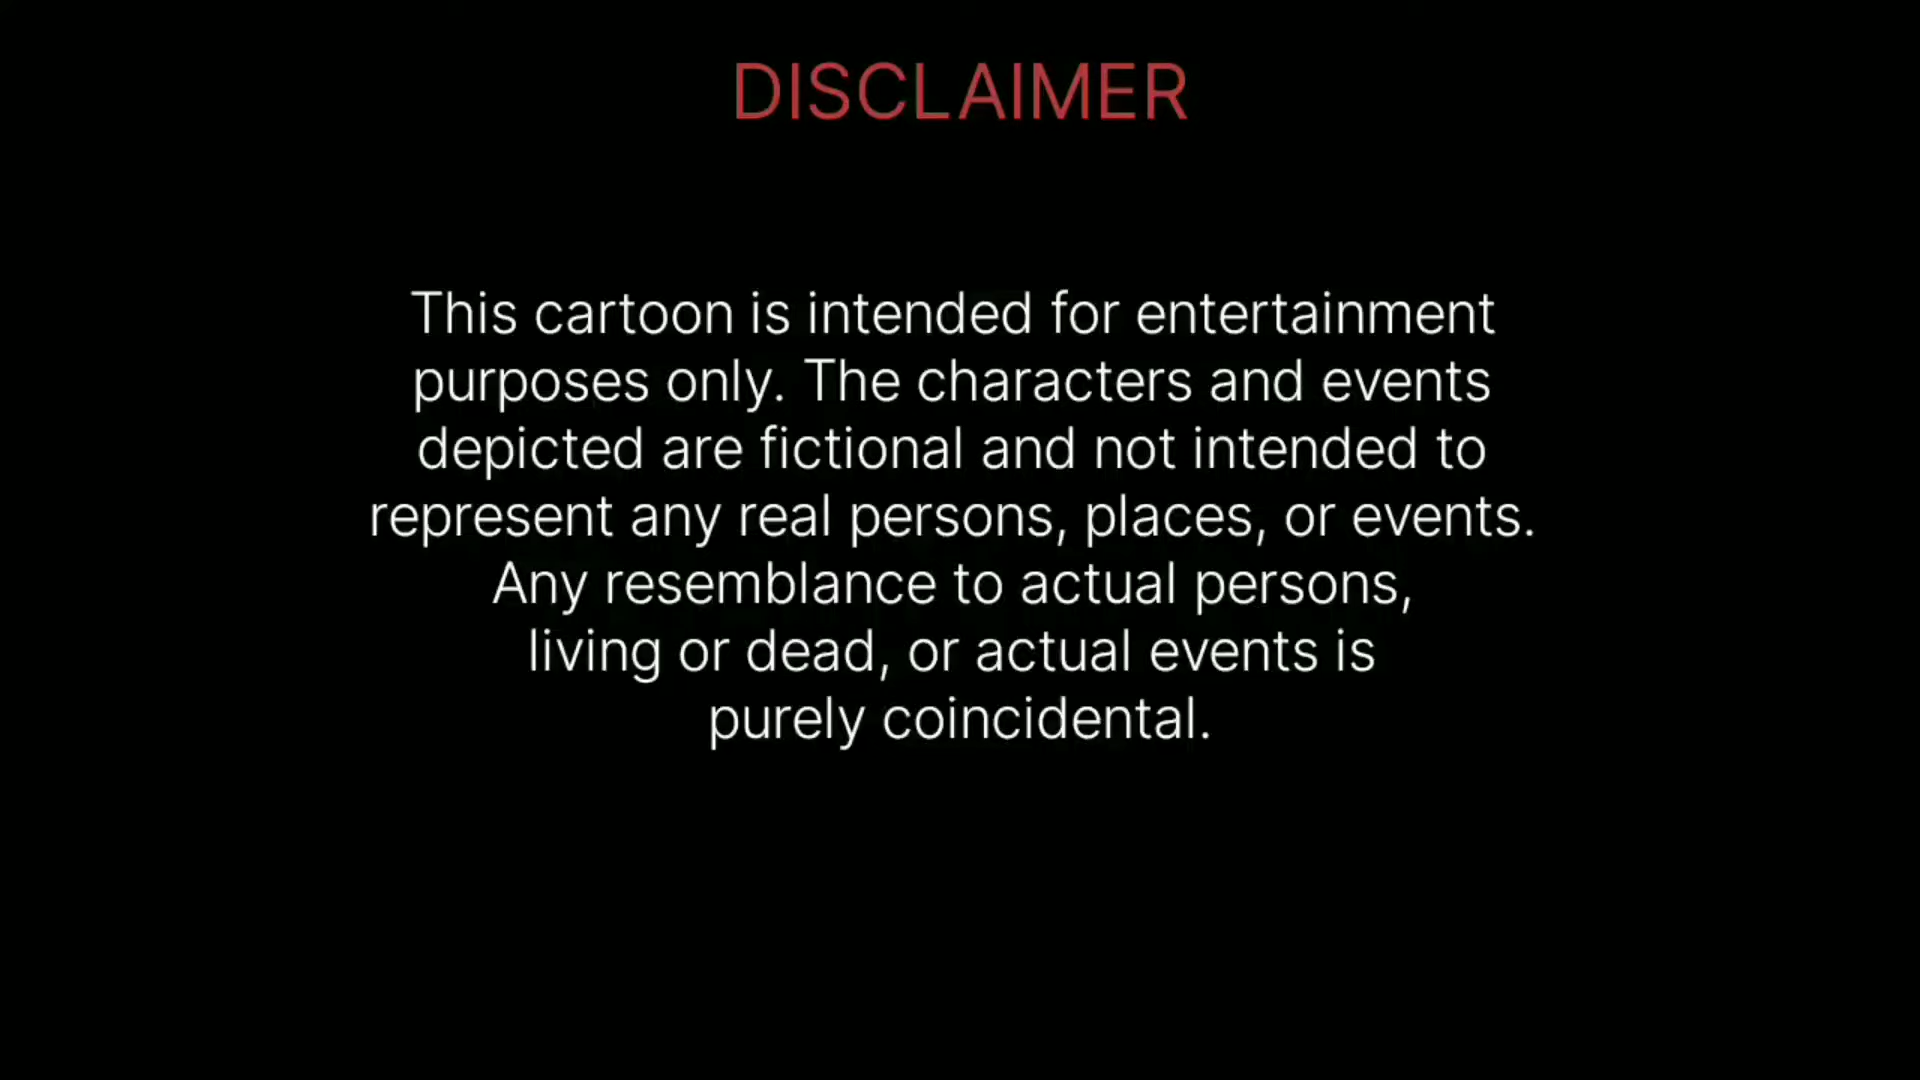 DISCLAIMER
This cartoon is intended for entertainment
purposes only. The characters and events
depicted are fictional and not intended to
represent any real persons, places, or events.
Any resemblance to actual persons,
living or dead, or actual events is
purely coincidental.